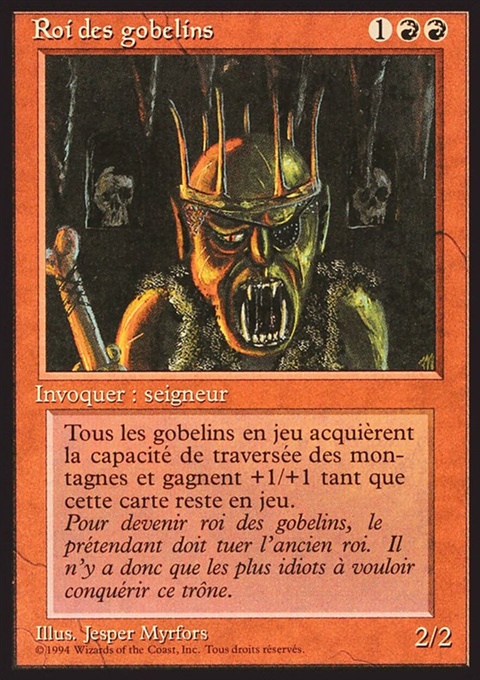 Roi des gobelins 1
Invoquer : seigneur
Tous les gobelins en jeu acquièrent
la capacité de traversée des mon-
tagnes et gagnent +1/+1 tant que
cette carte reste en jeu.
Pour devenir roi des gobelins, le
prétendant doit tuer l'ancien roi. Il
n'y a donc que les plus idiots à vouloir
conquérir ce trône.
Illus. Jesper Myrfors 2/2
©1994 Wizards of the Coast, Inc. Tous droits réservés.